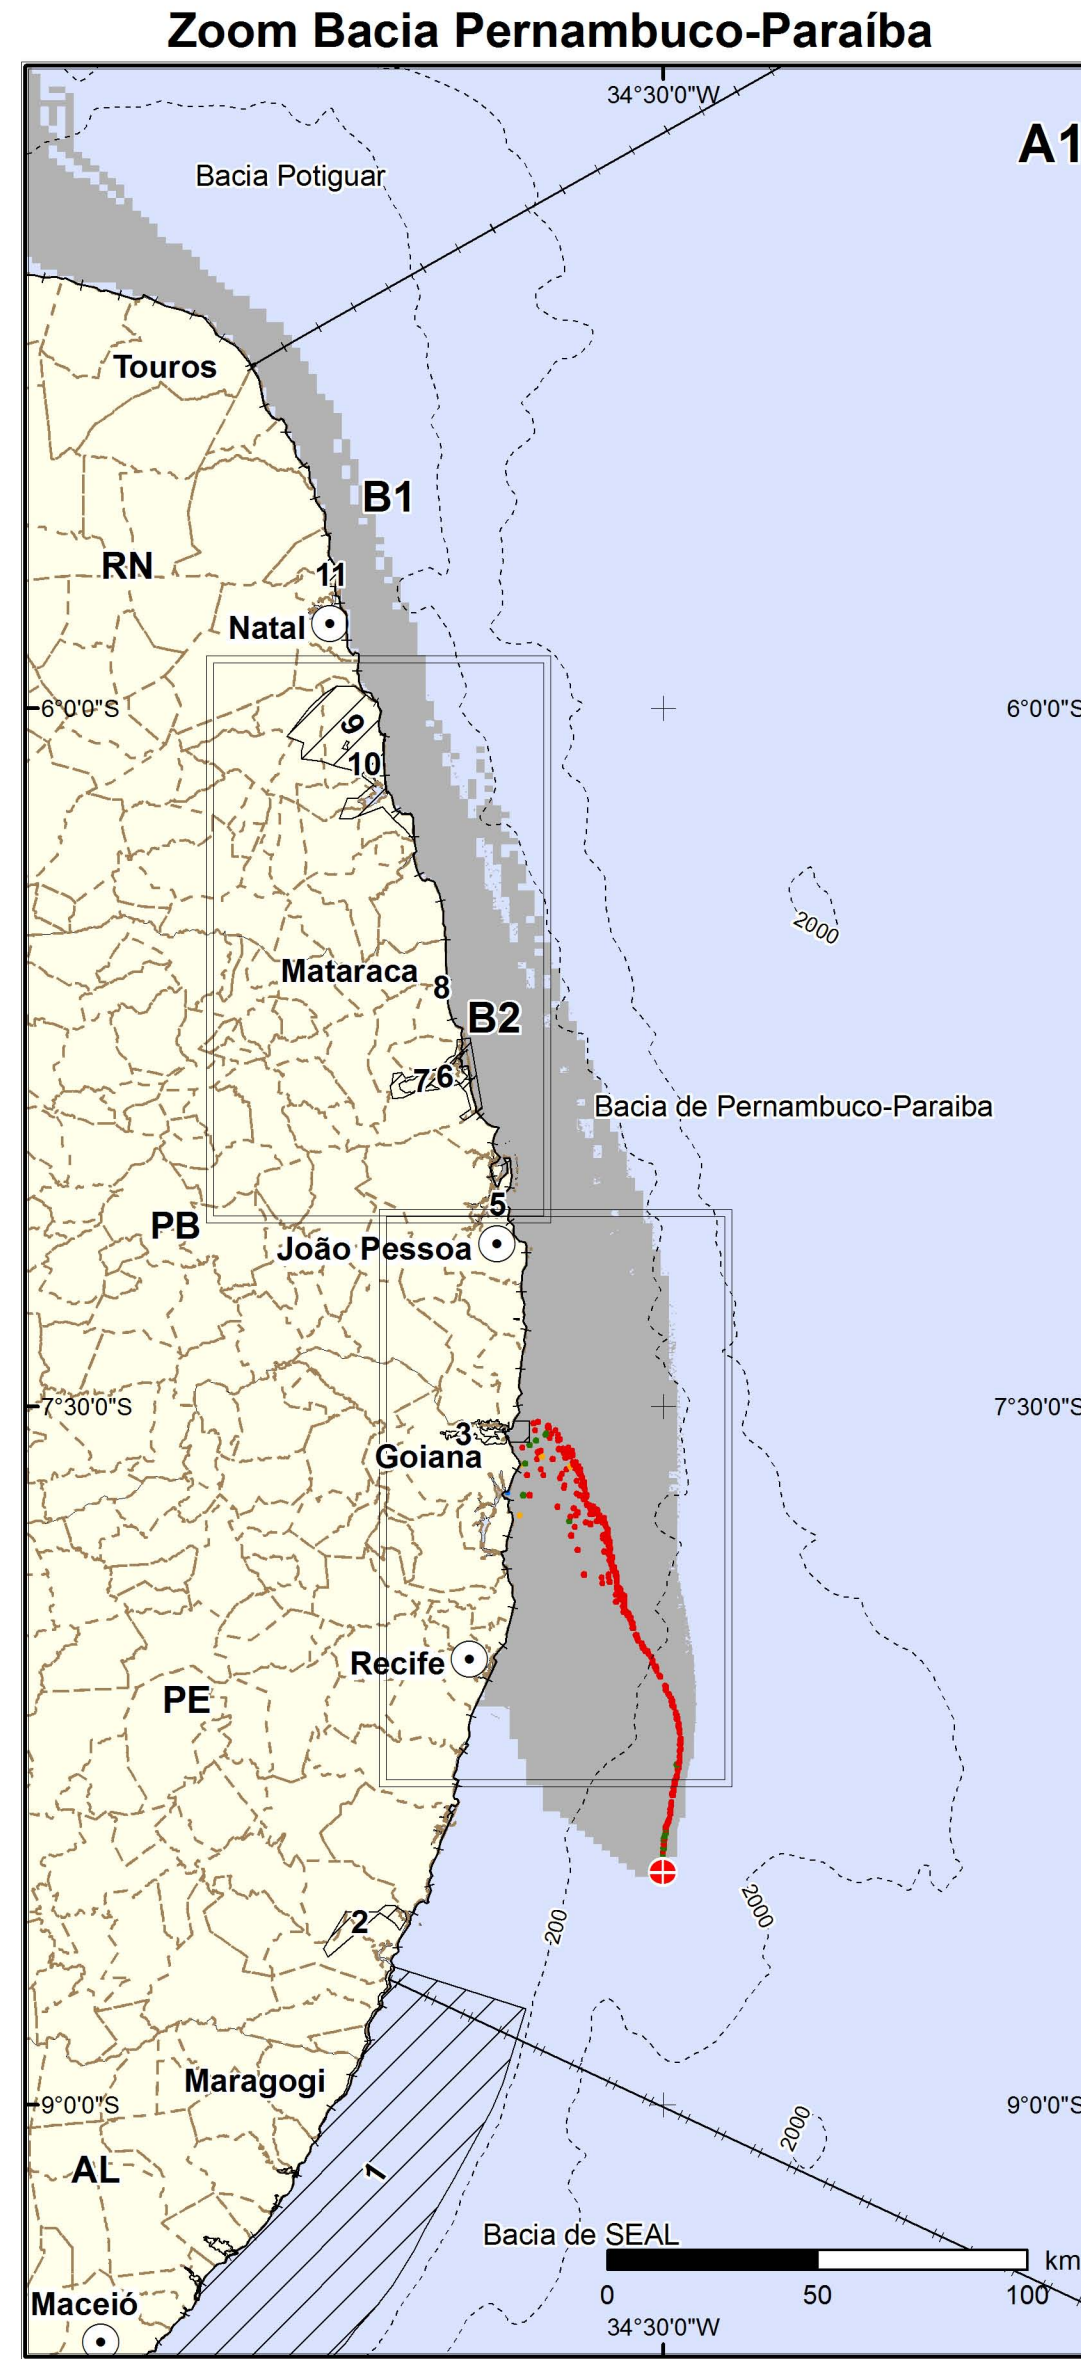 Zoom Bacia Pernambuco-Paraíba
34°30'0"W
A1
Bacia Potiguar
Touros
B1
RN
11
Natal
6°0'0"S
6°0'0"S
9
10
2000
Mataraca
8
B2
7
6
Bacia de Pernambuco-Paraiba
5
PB
João Pessoa
7°30'0"S
7°30'0"S
3
Goiana
Recife
PE
2
200
2000
Maragogi
9°0'0"S
9°0'0"S
2000
AL
1
Bacia de SEAL
km
0
50
100
Maceió
34°30'0"W